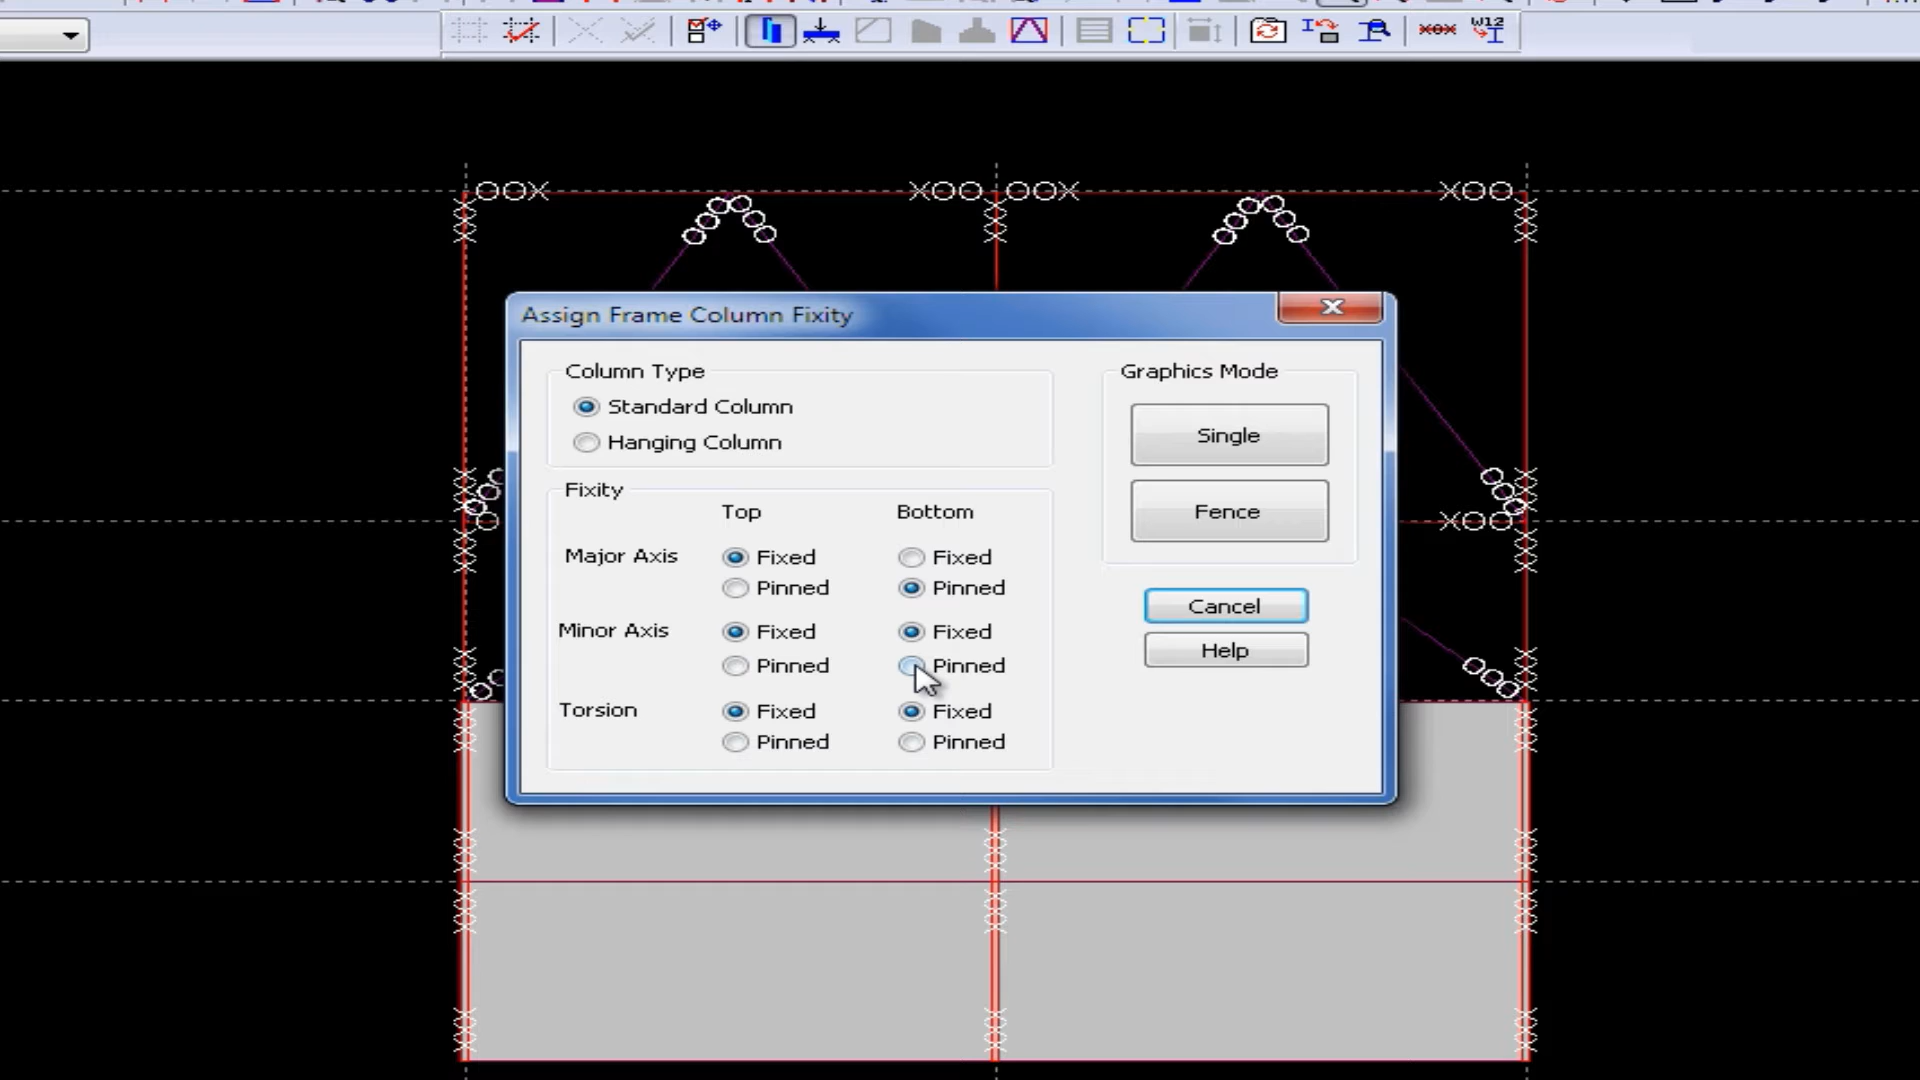 W12
Assign Frame Column Fixity
Column Type
Standard Column
Hanging Column
Graphics Mode
Single
Fence
Fixity
Top Bottom
Major Axis Fixed Fixed
Pinned Pinned
Minor Axis Fixed Fixed
Pinned Pinned
Torsion Fixed Fixed
Pinned Pinned
Cancel
Help